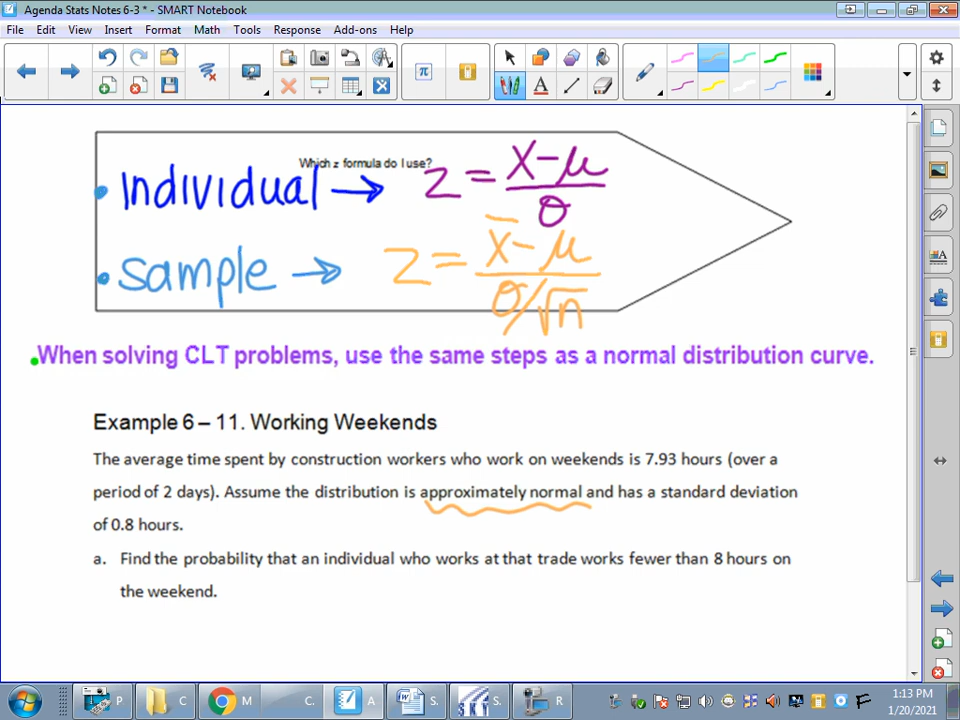 Agenda Stats Notes 6-3 * - SMART Notebook
File Edit View Insert Format Math Tools Response Add-ons Help
π
A
Which z formula do I use?
• Individual → z = x-μ / σ
• sample → z = x̄-μ / σ/√n
•When solving CLT problems, use the same steps as a normal distribution curve.
Example 6 – 11. Working Weekends
The average time spent by construction workers who work on weekends is 7.93 hours (over a
period of 2 days). Assume the distribution is approximately normal and has a standard deviation
of 0.8 hours.
a. Find the probability that an individual who works at that trade works fewer than 8 hours on
the weekend.
P C M C. A S. S. R
1:13 PM
1/20/2021